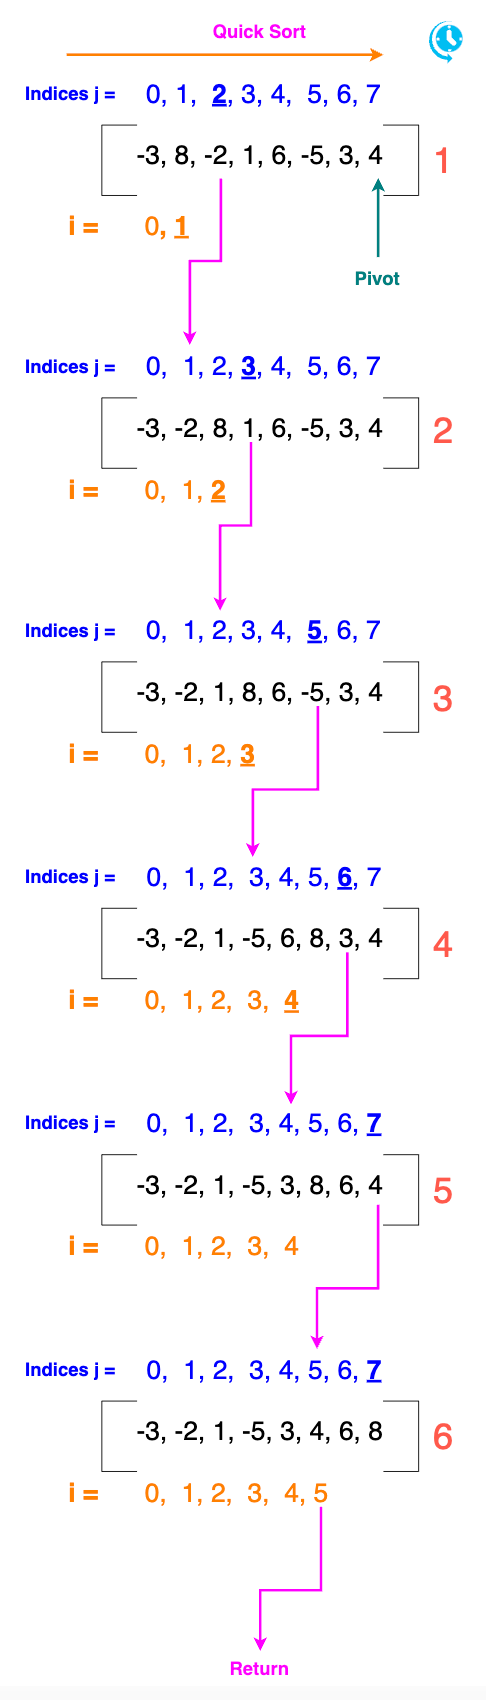 Quick Sort
Indices j = 0, 1, 2, 3, 4, 5, 6, 7
-3, 8, -2, 1, 6, -5, 3, 4 1
i = 0, 1
Pivot
Indices j = 0, 1, 2, 3, 4, 5, 6, 7
-3, -2, 8, 1, 6, -5, 3, 4 2
i = 0, 1, 2
Indices j = 0, 1, 2, 3, 4, 5, 6, 7
-3, -2, 1, 8, 6, -5, 3, 4 3
i = 0, 1, 2, 3
Indices j = 0, 1, 2, 3, 4, 5, 6, 7
-3, -2, 1, -5, 6, 8, 3, 4 4
i = 0, 1, 2, 3, 4
Indices j = 0, 1, 2, 3, 4, 5, 6, 7
-3, -2, 1, -5, 3, 8, 6, 4 5
i = 0, 1, 2, 3, 4
Indices j = 0, 1, 2, 3, 4, 5, 6, 7
-3, -2, 1, -5, 3, 4, 6, 8 6
i = 0, 1, 2, 3, 4, 5
Return